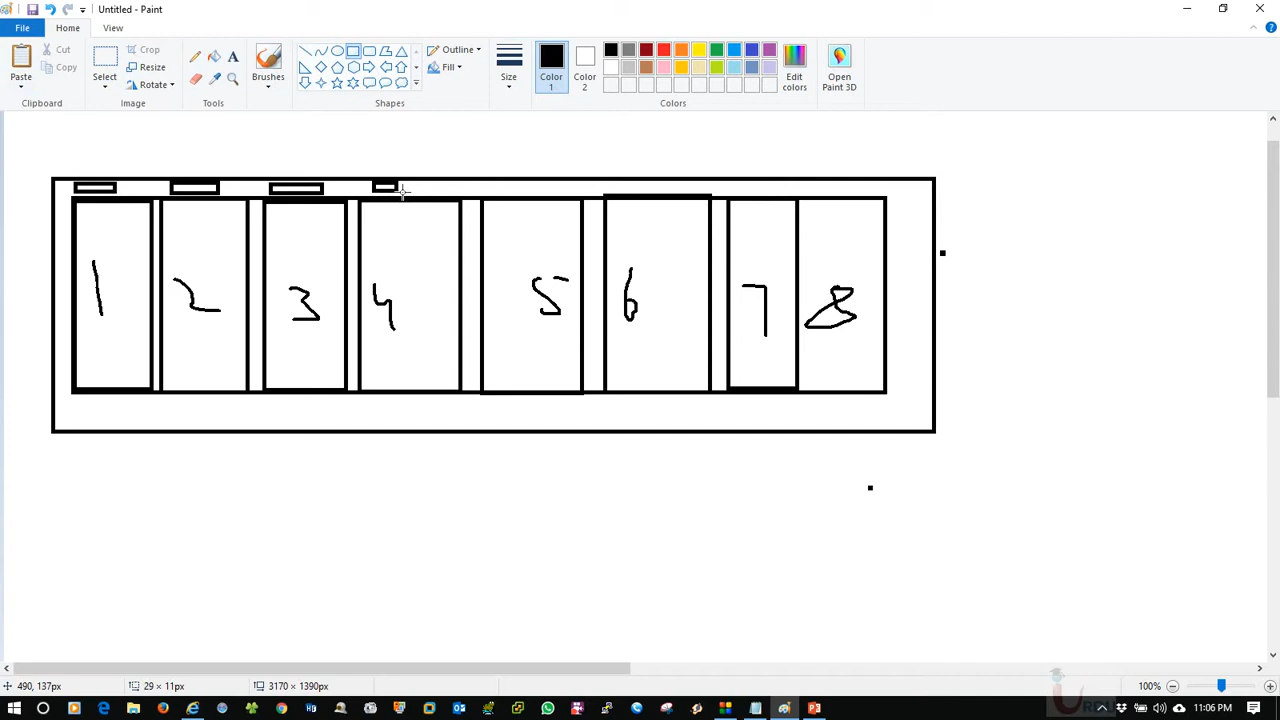 Untitled - Paint
File
Home
View
Paste
Cut
Copy
Clipboard
Select
Crop
Resize
Rotate
Image
Tools
Brushes
Outline
Fill
Shapes
Size
Color 1
Color 2
Edit colors
Colors
Open Paint 3D
1 2 3 4 5 6 7 8
490, 137px
29 × 11px
3170 × 1390px
100%
11:06 PM